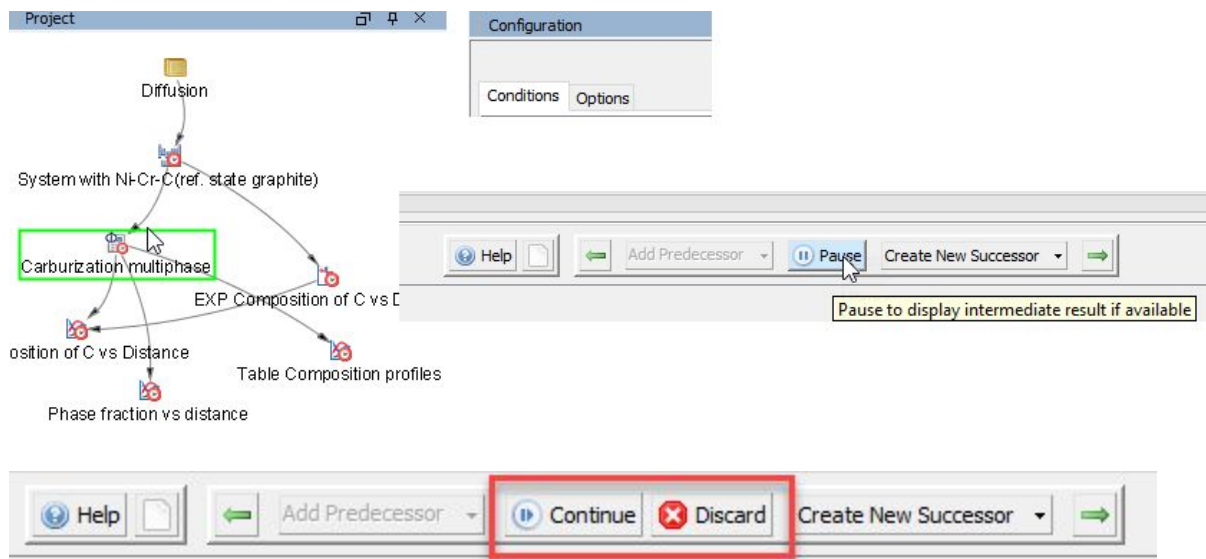 Project
Diffusion
System with Ni-Cr-C(ref. state graphite)
Carburization multiphase
EXP Composition of C vs D
osition of C vs Distance
Table Composition profiles
Phase fraction vs distance
Configuration
Conditions Options
Help Add Predecessor Pause Create New Successor
Pause to display intermediate result if available
Help Add Predecessor Continue Discard Create New Successor